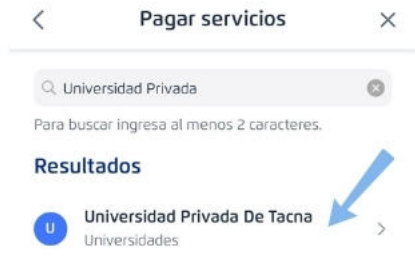 Pagar servicios
Universidad Privada
Para buscar ingresa al menos 2 caracteres.
Resultados
U
Universidad Privada De Tacna
Universidades